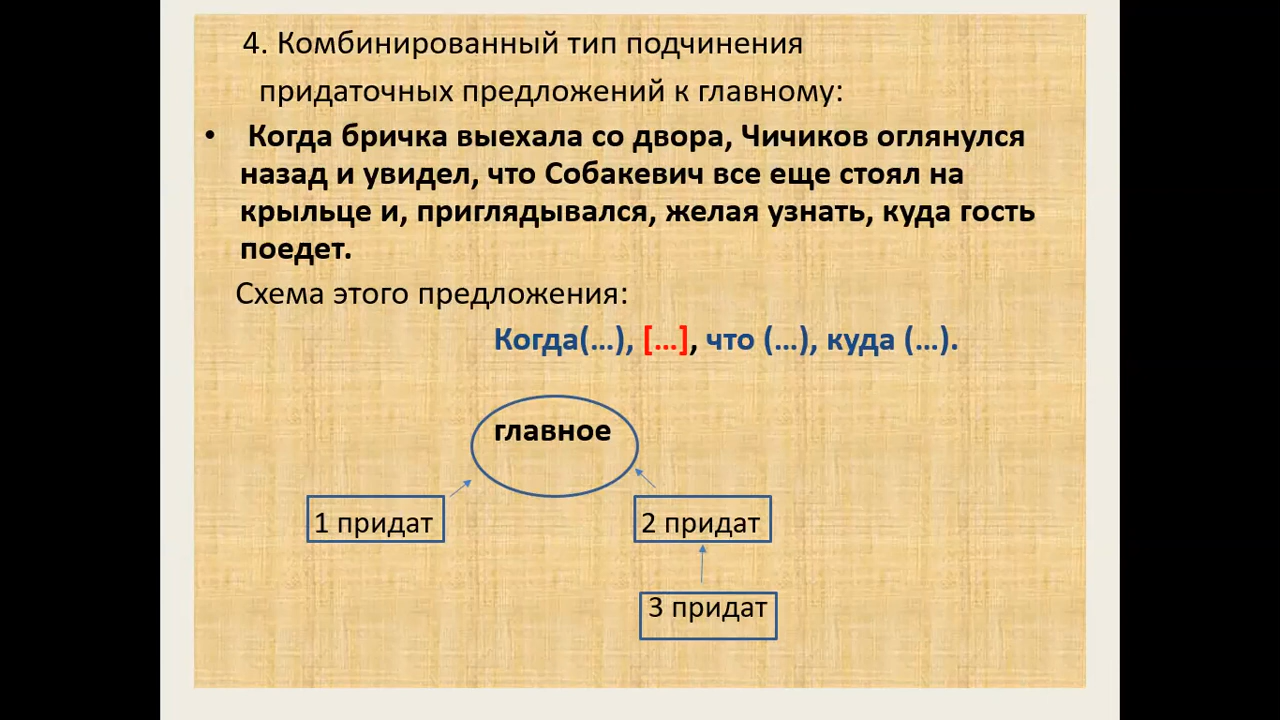 4. Комбинированный тип подчинения
придаточных предложений к главному:
• Когда бричка выехала со двора, Чичиков оглянулся
назад и увидел, что Собакевич все еще стоял на
крыльце и, приглядывался, желая узнать, куда гость
поедет.
Схема этого предложения:
Когда(...), [...], что (...), куда (...).
главное
1 придат
2 придат
3 придат